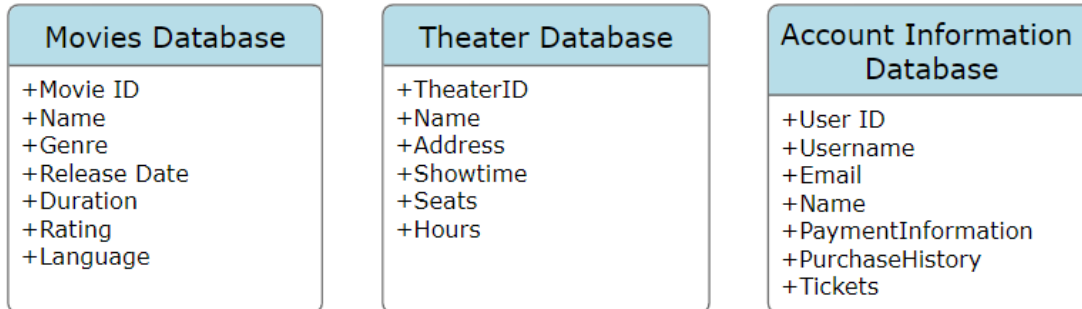 Movies Database
+Movie ID
+Name
+Genre
+Release Date
+Duration
+Rating
+Language
Theater Database
+TheaterID
+Name
+Address
+Showtime
+Seats
+Hours
Account Information
Database
+User ID
+Username
+Email
+Name
+PaymentInformation
+PurchaseHistory
+Tickets